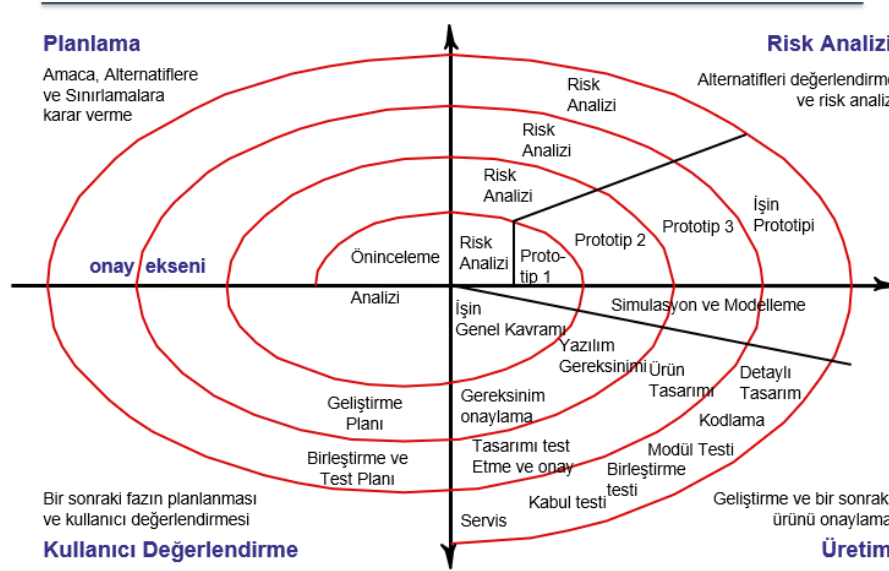 Planlama
Amaca, Alternatiflere
ve Sınırlamalara
karar verme
Risk Analizi
Alternatifleri değerlendirme
ve risk analiz
Risk
Analizi
Risk
Analizi
Risk
Analizi
Risk
Analizi
Öninceleme
Proto-
tip 1
Prototip 2
Prototip 3
İşin
Prototipi
onay ekseni
Analizi
İşin
Genel Kavramı
Simulasyon ve Modelleme
Yazılım
Gereksinimi
Ürün
Tasarımı
Detaylı
Tasarım
Geliştirme
Planı
Gereksinim
onaylama
Kodlama
Birleştirme ve
Test Planı
Tasarımı test
Etme ve onay
Modül Testi
Birleştirme
testi
Kabul testi
Servis
Bir sonraki fazın planlanması
ve kullanıcı değerlendirmesi
Kullanıcı Değerlendirme
Geliştirme ve bir sonrak
ürünü onaylama
Üretim